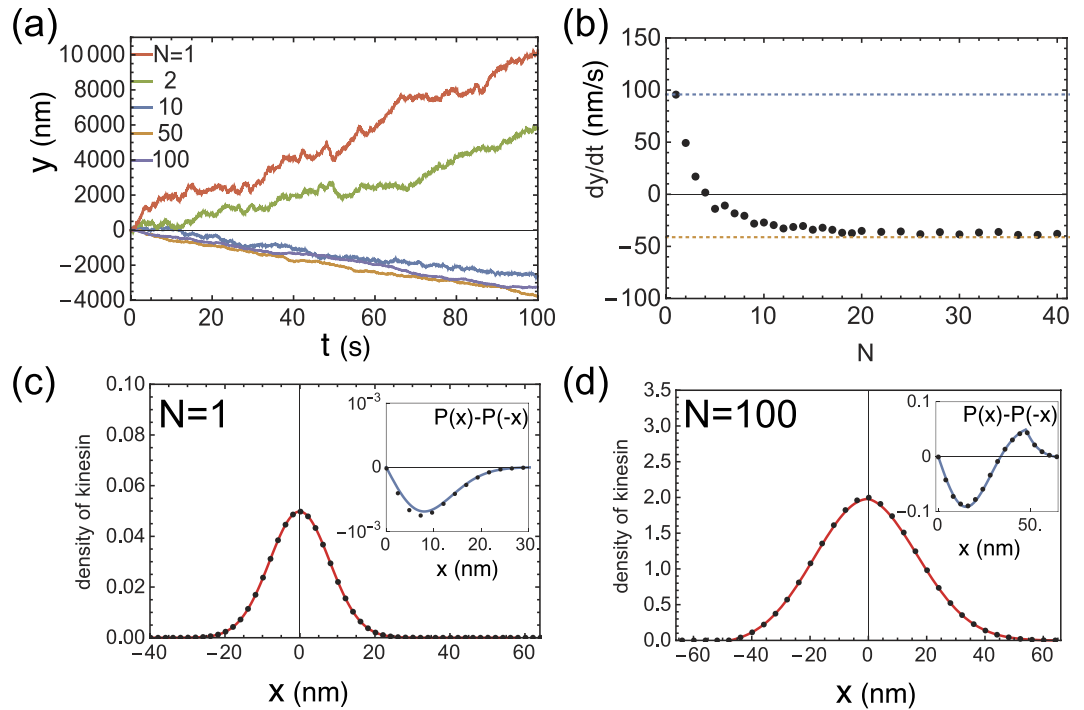 (a)
10 000
8000
6000
4000
2000
0
−2000
−4000
y (nm)
N=1
2
10
50
100
0 20 40 60 80 100
t (s)
(b)
150
100
50
0
−50
−100
dy/dt (nm/s)
0 10 20 30 40
N
(c)
N=1
0.10
0.08
0.06
0.04
0.02
0.00
density of kinesin
−40 −20 0 20 40 60
x (nm)
10⁻³
0
−10⁻³
P(x)-P(-x)
0 10. 20. 30.
x (nm)
(d)
N=100
3.5
3.0
2.5
2.0
1.5
1.0
0.5
0.0
density of kinesin
−60 −40 −20 0 20 40 60
x (nm)
0.1
0
−0.1
P(x)-P(-x)
0 50.
x (nm)